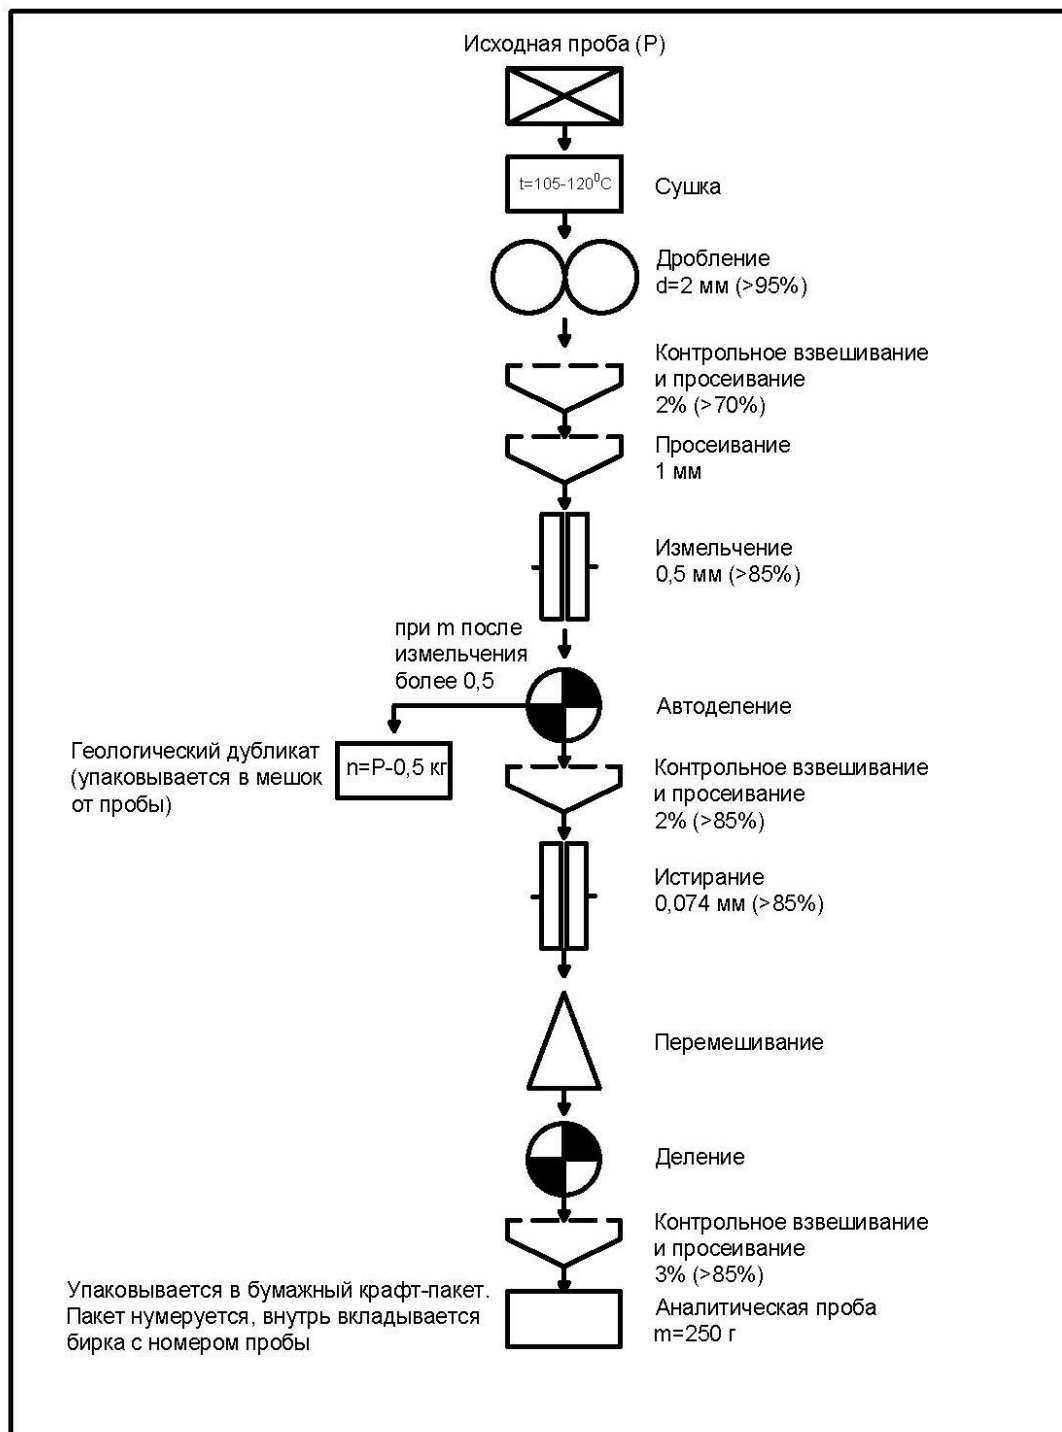 Исходная проба (Р)
t=105-120⁰С
Сушка
Дробление
d=2 мм (>95%)
Контрольное взвешивание
и просеивание
2% (>70%)
Просеивание
1 мм
Измельчение
0,5 мм (>85%)
при m после
измельчения
более 0,5
Автоделение
Геологический дубликат
(упаковывается в мешок
от пробы)
n=P-0,5 кг
Контрольное взвешивание
и просеивание
2% (>85%)
Истирание
0,074 мм (>85%)
Перемешивание
Деление
Контрольное взвешивание
и просеивание
3% (>85%)
Упаковывается в бумажный крафт-пакет.
Пакет нумеруется, внутрь вкладывается
бирка с номером пробы
Аналитическая проба
m=250 г